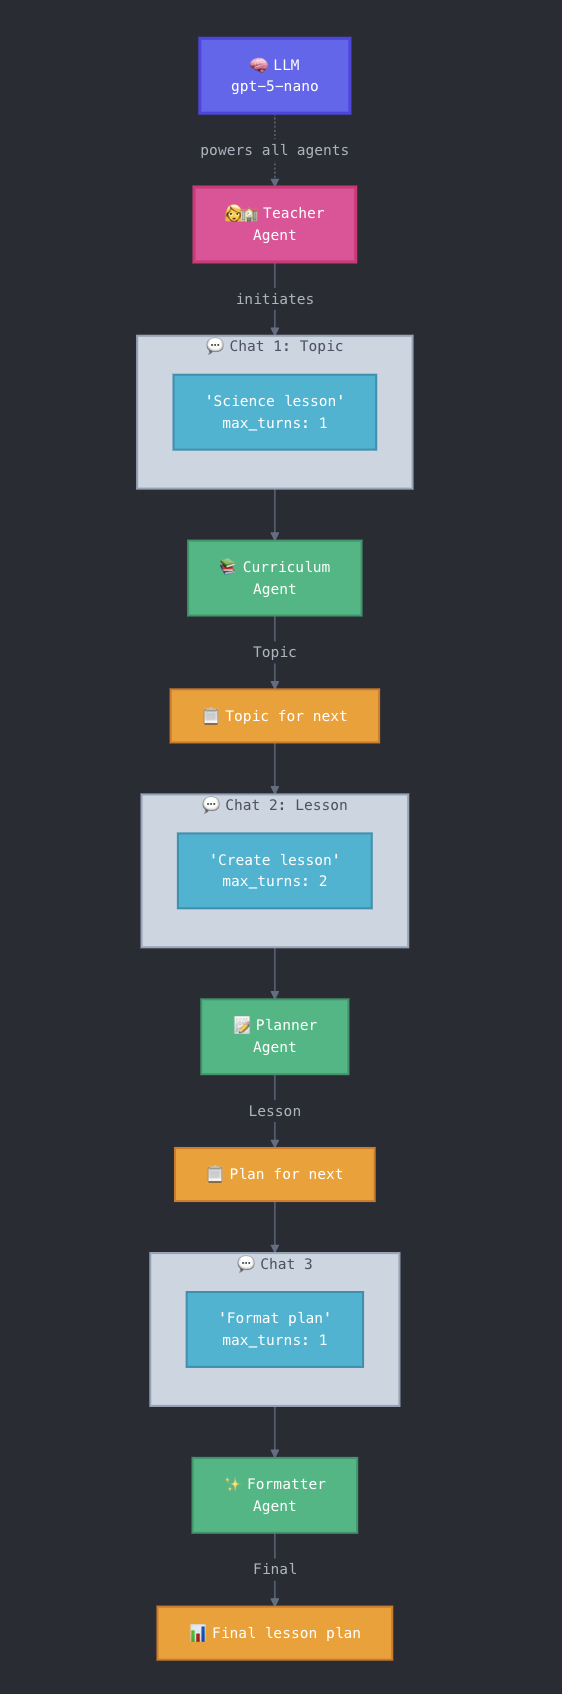 🧠 LLM
gpt-5-nano
powers all agents
👩‍🏫 Teacher
Agent
initiates
💬 Chat 1: Topic
'Science lesson'
max_turns: 1
📚 Curriculum
Agent
Topic
📋 Topic for next
💬 Chat 2: Lesson
'Create lesson'
max_turns: 2
📝 Planner
Agent
Lesson
📋 Plan for next
💬 Chat 3
'Format plan'
max_turns: 1
✨ Formatter
Agent
Final
📊 Final lesson plan